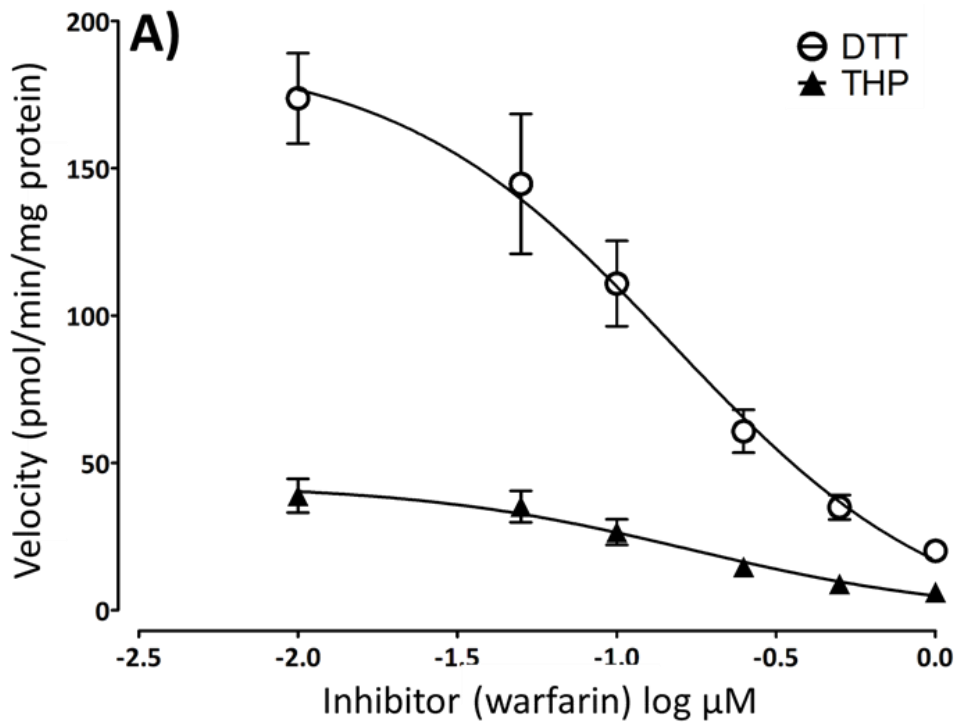 A)
DTT
THP
Velocity (pmol/min/mg protein)
200
150
100
50
0
-2.5 -2.0 -1.5 -1.0 -0.5 0.0
Inhibitor (warfarin) log μM